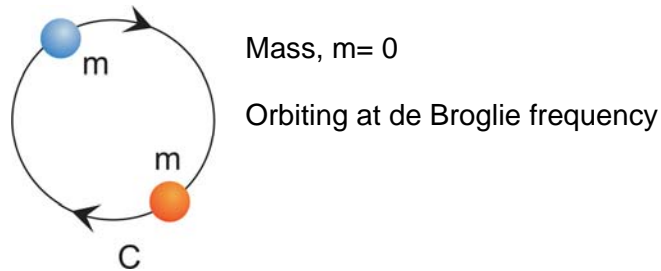 m
Mass, m= 0
Orbiting at de Broglie frequency
m
C